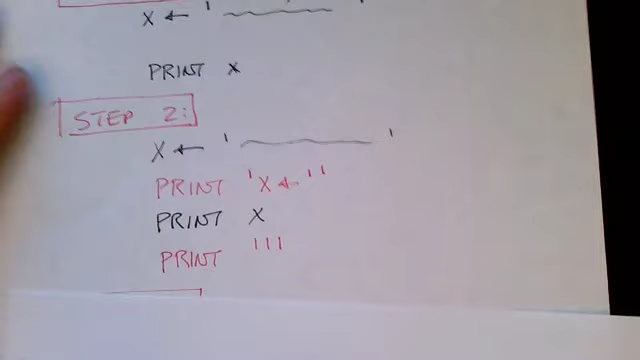 X ← '
PRINT X
STEP 2:
X ← ' '
PRINT 'X ← ' '
PRINT X
PRINT ' ' '